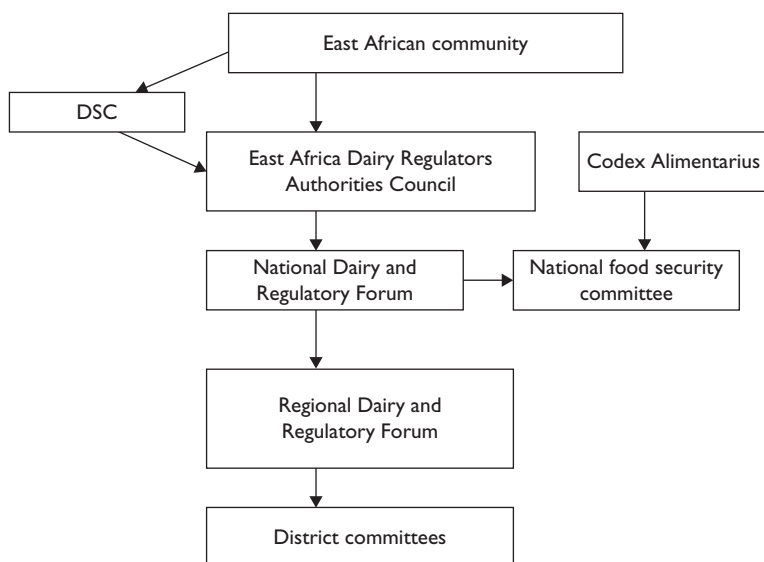 East African community
DSC
East Africa Dairy Regulators
Authorities Council
Codex Alimentarius
National Dairy and
Regulatory Forum
National food security
committee
Regional Dairy and
Regulatory Forum
District committees